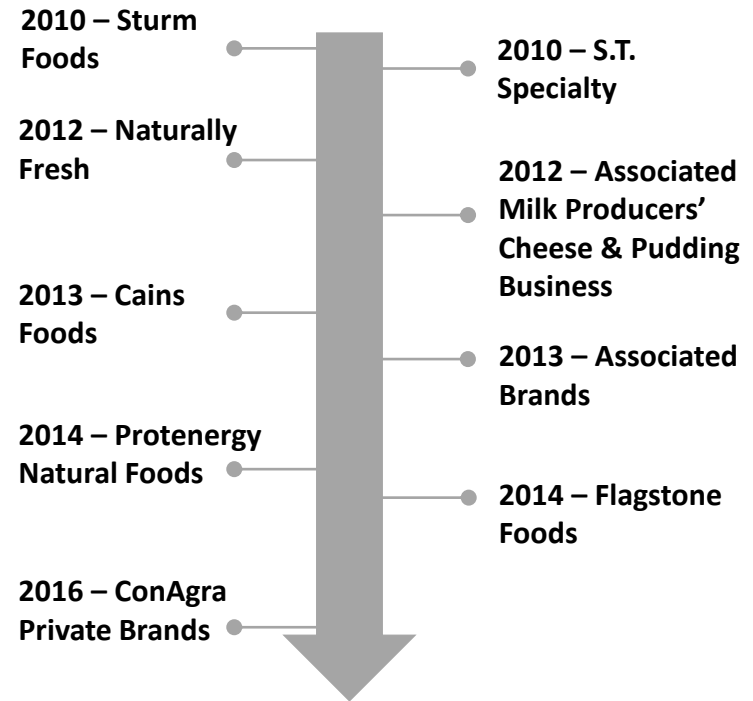 2010 – Sturm
Foods
2010 – S.T.
Specialty
2012 – Naturally
Fresh
2012 – Associated
Milk Producers’
Cheese & Pudding
Business
2013 – Cains
Foods
2013 – Associated
Brands
2014 – Protenergy
Natural Foods
2014 – Flagstone
Foods
2016 – ConAgra
Private Brands